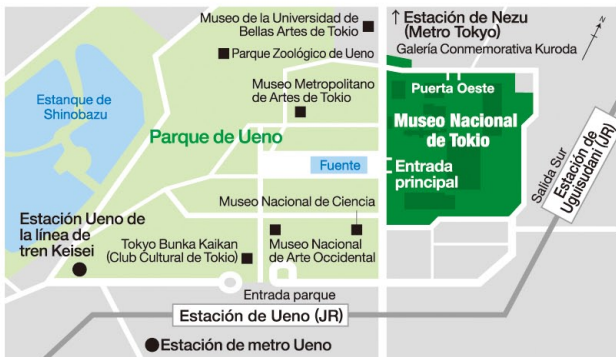 Museo de la Universidad de
Bellas Artes de Tokio
↑ Estación de Nezu
(Metro Tokyo)
Galería Conmemorativa Kuroda
Parque Zoológico de Ueno
Puerta Oeste
Museo Metropolitano
de Artes de Tokio
Estanque de
Shinobazu
Parque de Ueno
Museo Nacional
de Tokio
Fuente
Entrada
principal
Salida Sur
Estación de
Uguisudani (JR)
Museo Nacional de Ciencia
Estación Ueno de
la línea de
tren Keisei
Tokyo Bunka Kaikan
(Club Cultural de Tokio)
Museo Nacional
de Arte Occidental
Entrada parque
Estación de Ueno (JR)
Estación de metro Ueno
N